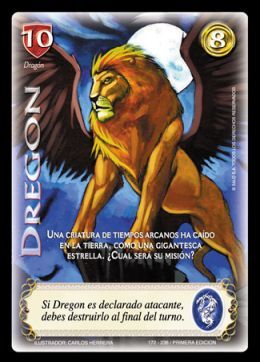 10
8
Dragón
DREGON
UNA CRIATURA DE TIEMPOS ARCANOS HA CAÍDO
EN LA TIERRA, COMO UNA GIGANTESCA
ESTRELLA. ¿CUAL SERÁ SU MISIÓN?
Si Dregon es declarado atacante,
debes destruirlo al final del turno.
ILUSTRADOR: CARLOS HERRERA
172 - 236 / PRIMERA EDICION